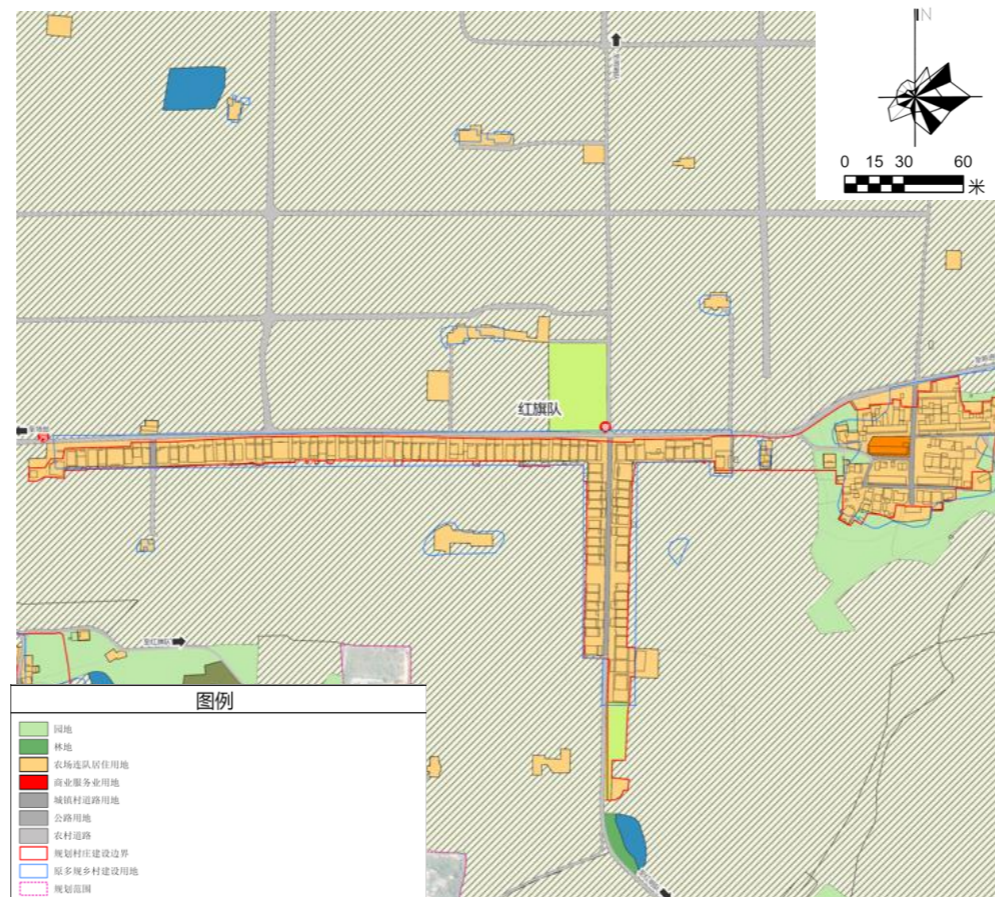 N
0 15 30 60
米
红旗队
图例
园地
林地
农场连队居住用地
商业服务业用地
城镇村道路用地
公路用地
农村道路
规划村庄建设边界
原多规乡村建设用地
规划范围